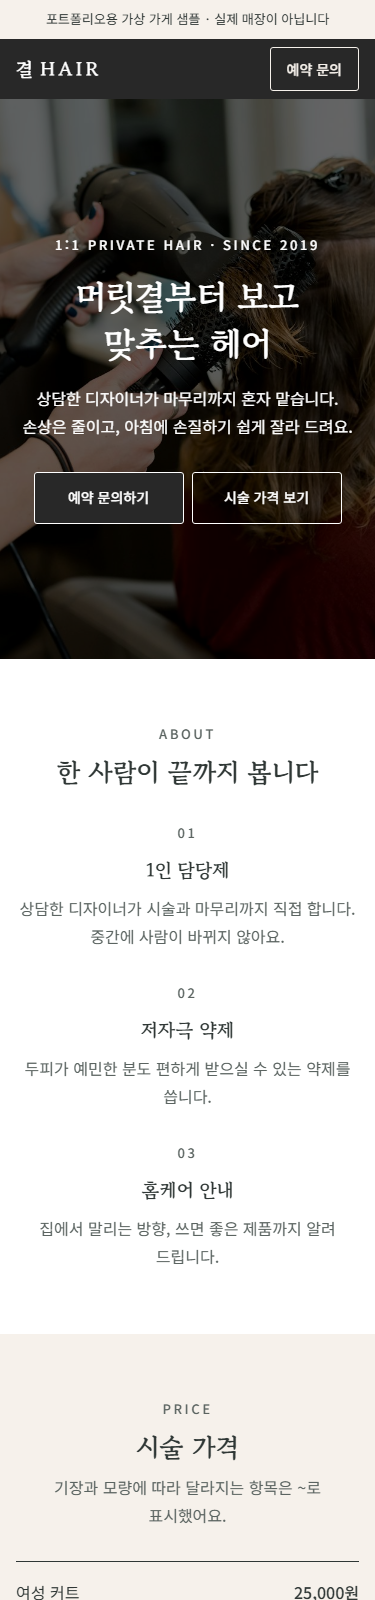 포트폴리오용 가상 가게 샘플 · 실제 매장이 아닙니다
결 HAIR
예약 문의
1:1 PRIVATE HAIR · SINCE 2019
머릿결부터 보고
맞추는 헤어
상담한 디자이너가 마무리까지 혼자 맡습니다.
손상은 줄이고, 아침에 손질하기 쉽게 잘라 드려요.
예약 문의하기
시술 가격 보기
ABOUT
한 사람이 끝까지 봅니다
01
1인 담당제
상담한 디자이너가 시술과 마무리까지 직접 합니다.
중간에 사람이 바뀌지 않아요.
02
저자극 약제
두피가 예민한 분도 편하게 받으실 수 있는 약제를
씁니다.
03
홈케어 안내
집에서 말리는 방향, 쓰면 좋은 제품까지 알려
드립니다.
PRICE
시술 가격
기장과 모량에 따라 달라지는 항목은 ~로
표시했어요.
여성 커트
25,000원